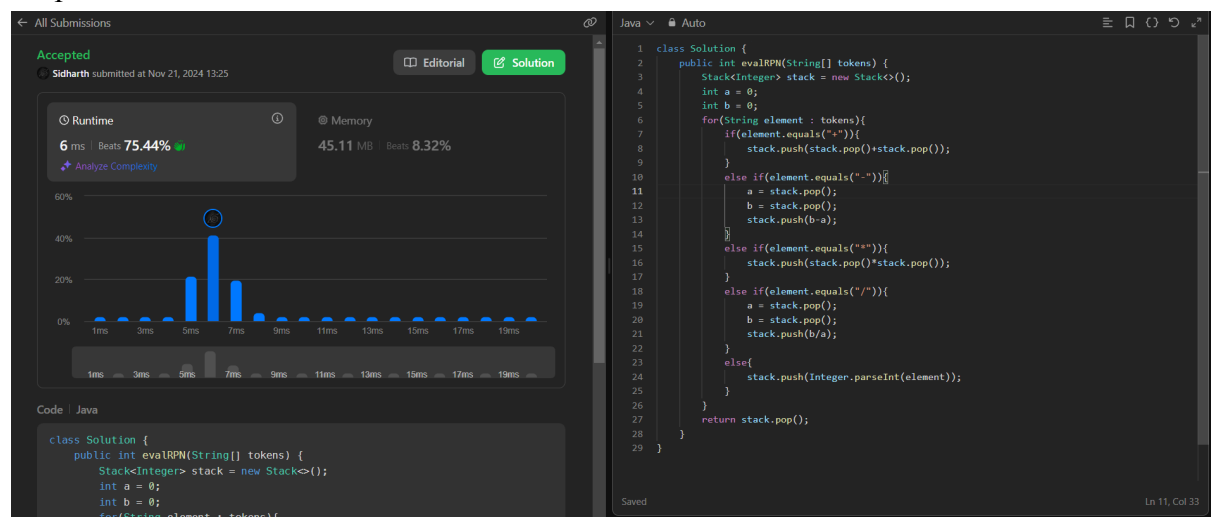 ← All Submissions
Accepted
Sidharth submitted at Nov 21, 2024 13:25
Editorial
Solution
Runtime
6 ms | Beats 75.44%
Analyze Complexity
Memory
45.11 MB | Beats 8.32%
60%
40%
20%
0%
1ms 3ms 5ms 7ms 9ms 11ms 13ms 15ms 17ms 19ms
1ms 3ms 5ms 7ms 9ms 11ms 13ms 15ms 17ms 19ms
Code | Java
class Solution {
public int evalRPN(String[] tokens) {
Stack<Integer> stack = new Stack<>();
int a = 0;
int b = 0;
for(String element : tokens){
Java Auto
1 class Solution {
2 public int evalRPN(String[] tokens) {
3 Stack<Integer> stack = new Stack<>();
4 int a = 0;
5 int b = 0;
6 for(String element : tokens){
7 if(element.equals("+")){
8 stack.push(stack.pop()+stack.pop());
9 }
10 else if(element.equals("-")){
11 a = stack.pop();
12 b = stack.pop();
13 stack.push(b-a);
14 }
15 else if(element.equals("*")){
16 stack.push(stack.pop()*stack.pop());
17 }
18 else if(element.equals("/")){
19 a = stack.pop();
20 b = stack.pop();
21 stack.push(b/a);
22 }
23 else{
24 stack.push(Integer.parseInt(element));
25 }
26 }
27 return stack.pop();
28 }
29 }
Saved
Ln 11, Col 33